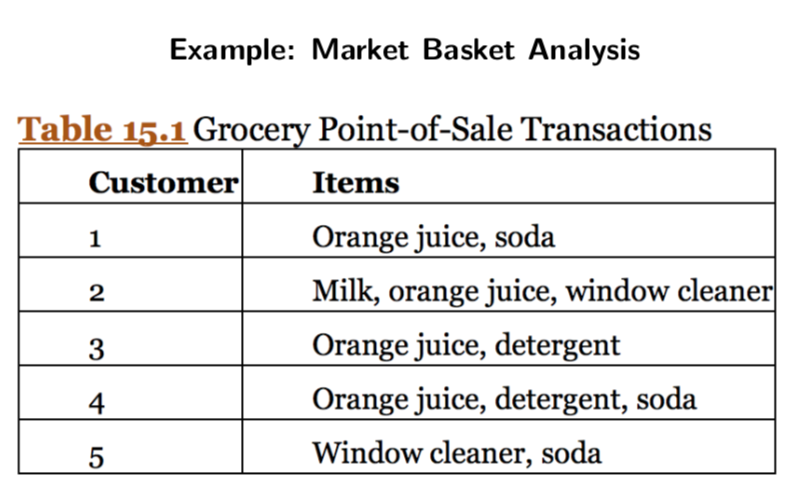 Example: Market Basket Analysis
Table 15.1 Grocery Point-of-Sale Transactions
Customer Items
1 Orange juice, soda
2 Milk, orange juice, window cleaner
3 Orange juice, detergent
4 Orange juice, detergent, soda
5 Window cleaner, soda